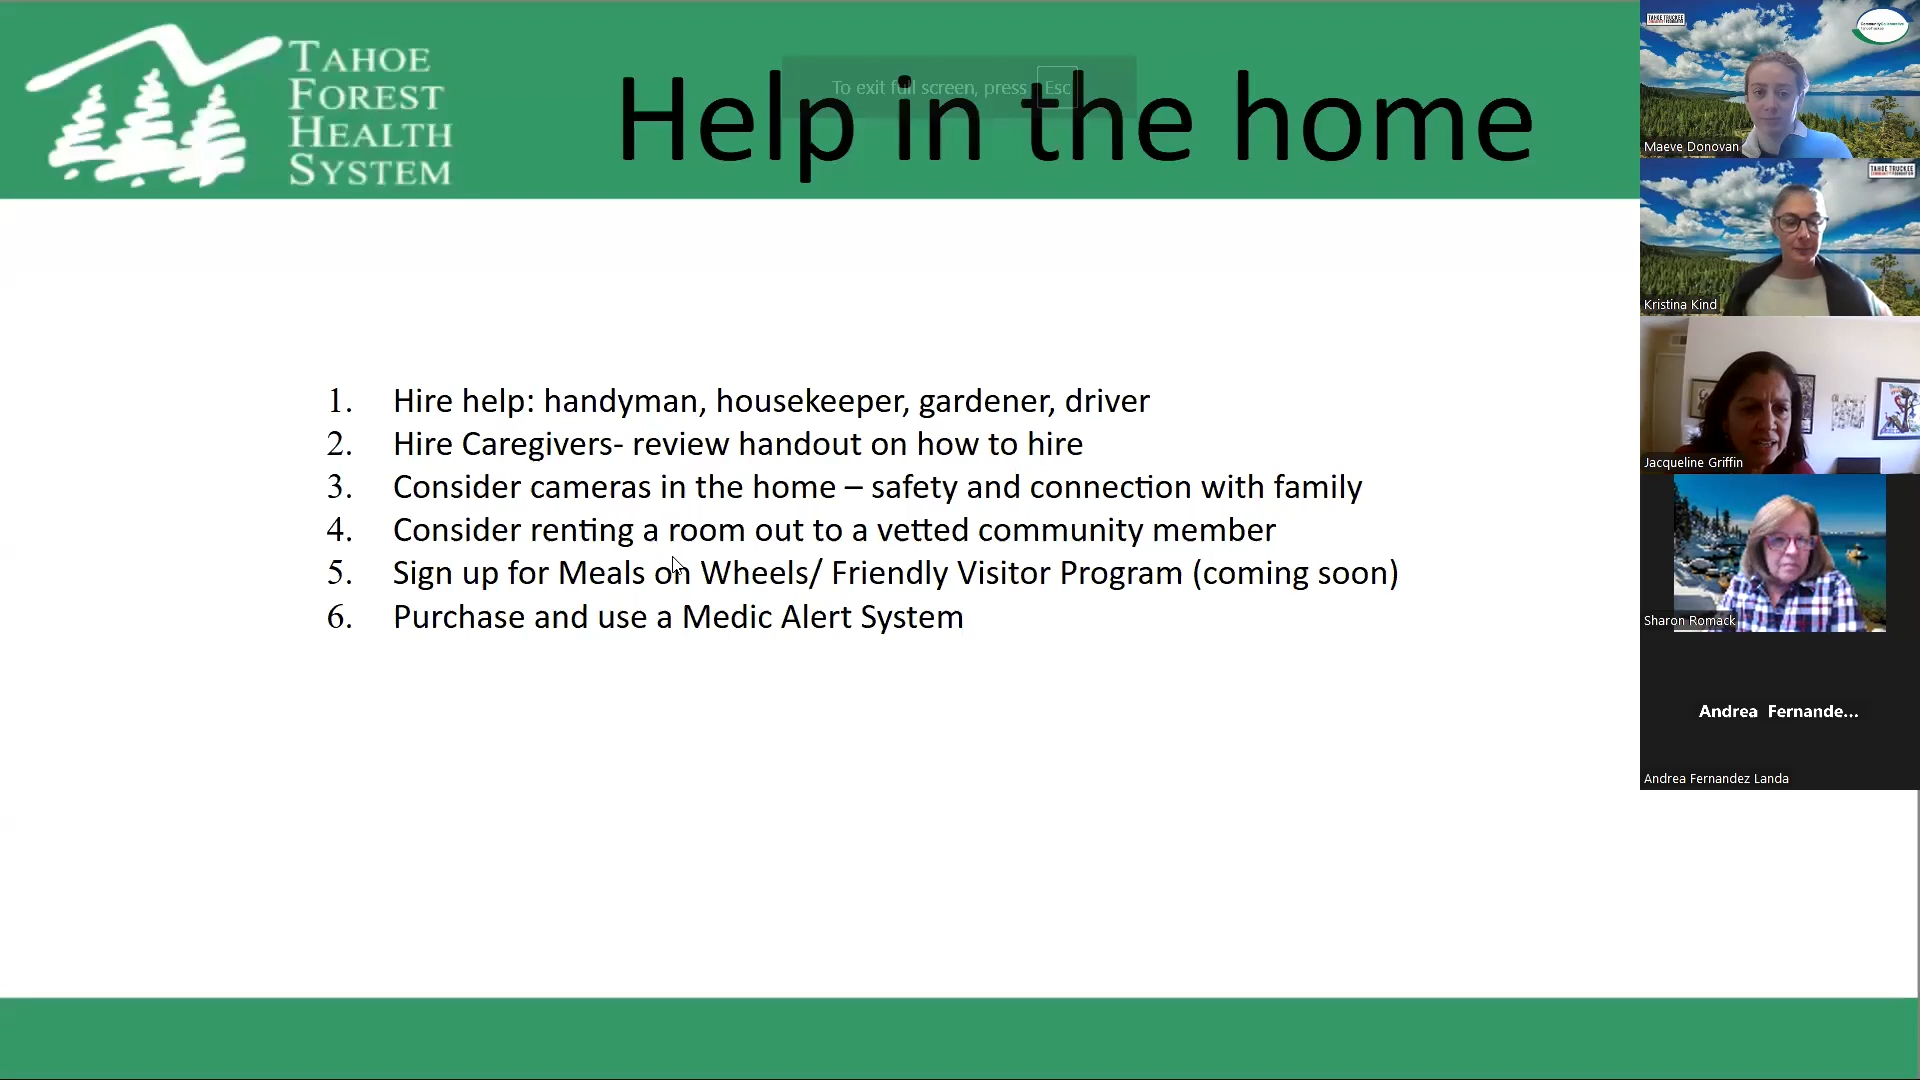 TAHOE
FOREST
HEALTH
SYSTEM
Help in the home
To exit full screen, press Esc
1. Hire help: handyman, housekeeper, gardener, driver
2. Hire Caregivers- review handout on how to hire
3. Consider cameras in the home – safety and connection with family
4. Consider renting a room out to a vetted community member
5. Sign up for Meals on Wheels/ Friendly Visitor Program (coming soon)
6. Purchase and use a Medic Alert System
TAHOE TRUCKEE
Maeve Donovan
TAHOE TRUCKEE
Kristina Kind
Jacqueline Griffin
Sharon Romack
Andrea Fernande...
Andrea Fernandez Landa